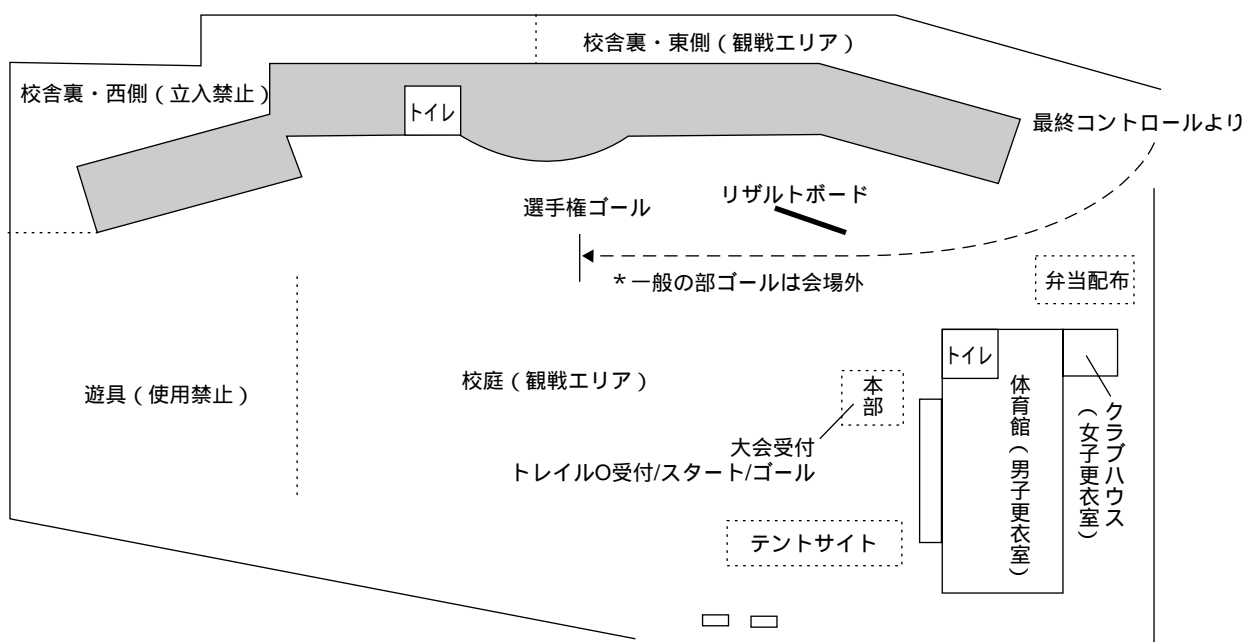 校舎裏・東側（観戦エリア）
校舎裏・西側（立入禁止）
トイレ
最終コントロールより
リザルトボード
選手権ゴール
＊一般の部ゴールは会場外
弁当配布
トイレ
遊具（使用禁止）
校庭（観戦エリア）
本部
体育館（男子更衣室）
クラブハウス
（女子更衣室）
大会受付
トレイルO受付/スタート/ゴール
テントサイト